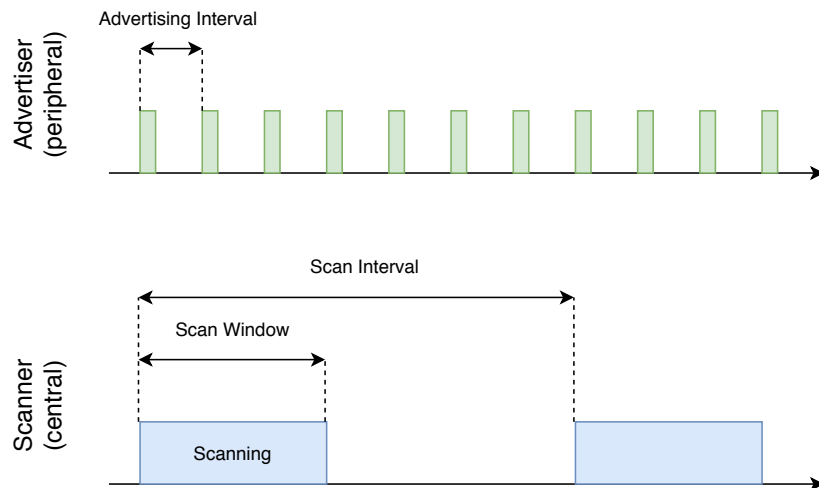 Advertising Interval
Advertiser
(peripheral)
Scan Interval
Scan Window
Scanner
(central)
Scanning